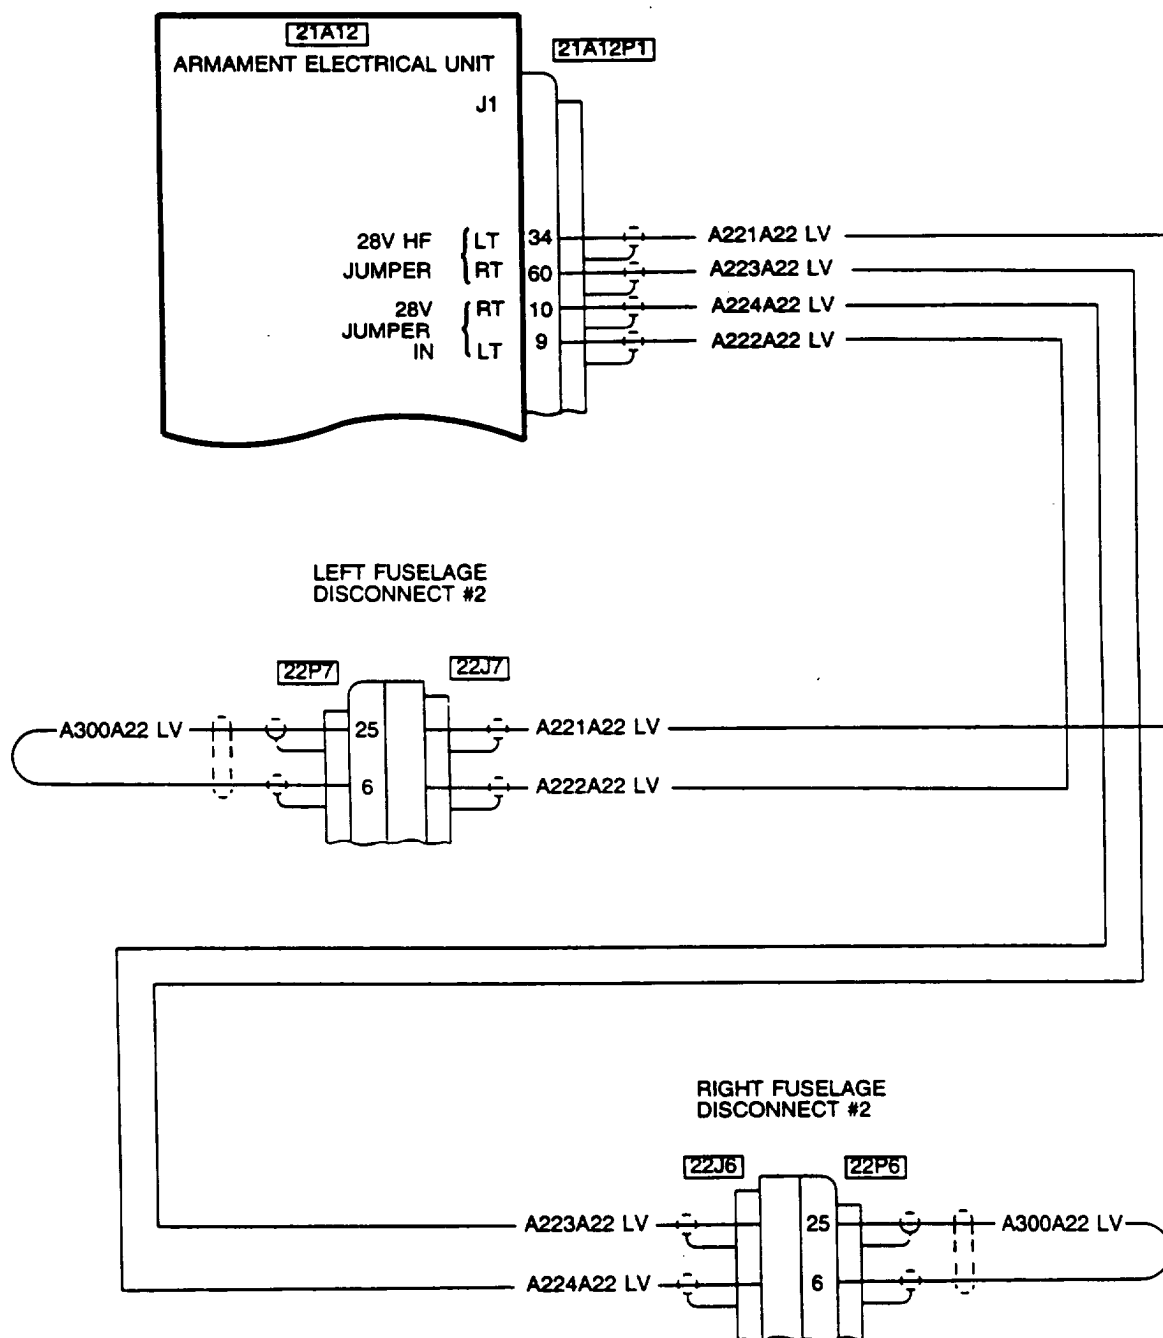 21A12
21A12P1
ARMAMENT ELECTRICAL UNIT
J1
28V HF LT 34 A221A22 LV
JUMPER RT 60 A223A22 LV
28V RT 10 A224A22 LV
JUMPER
IN LT 9 A222A22 LV
LEFT FUSELAGE
DISCONNECT #2
22P7 22J7
A300A22 LV 25 A221A22 LV
6 A222A22 LV
RIGHT FUSELAGE
DISCONNECT #2
22J6 22P6
A223A22 LV 25 A300A22 LV
A224A22 LV 6